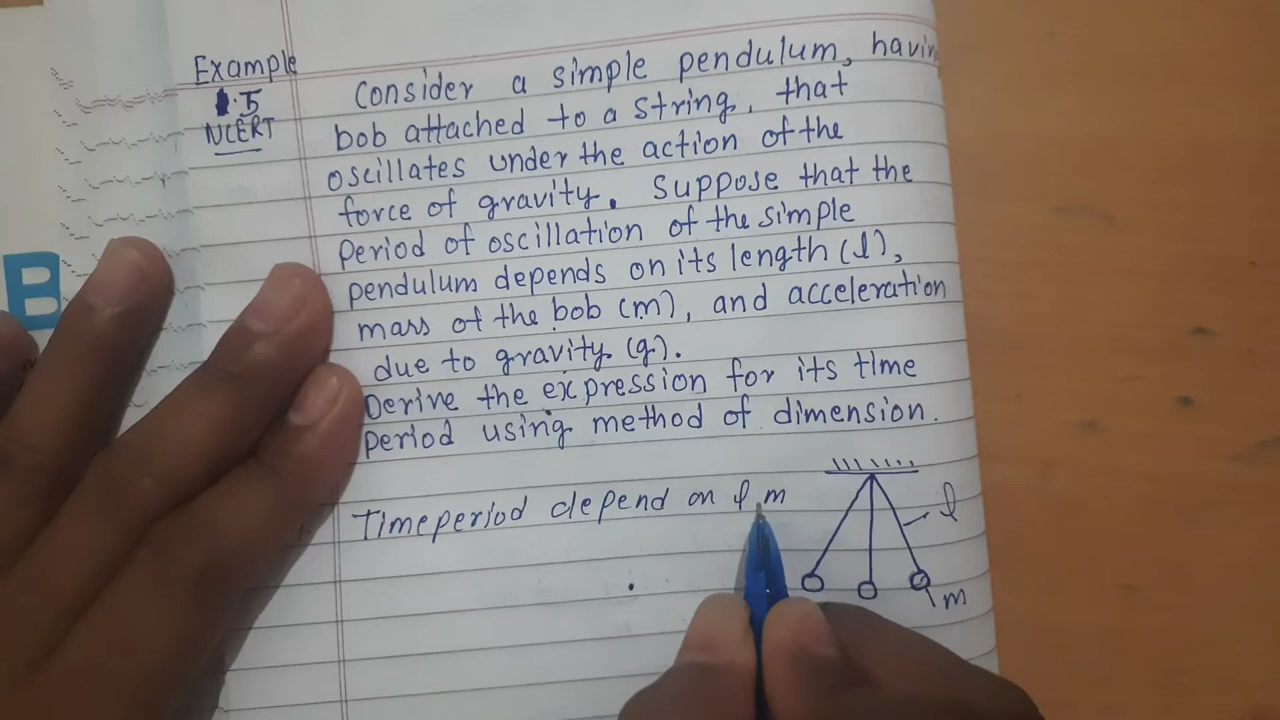 Example
1.5
NCERT
Consider a simple pendulum, having
bob attached to a string, that
oscillates under the action of the
force of gravity. Suppose that the
period of oscillation of the simple
pendulum depends on its length (l),
mass of the bob (m), and acceleration
due to gravity (g).
Derive the expression for its time
period using method of dimension.
Timeperiod depend on l, m
l
m
B